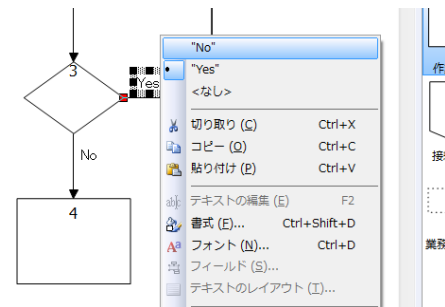 3
Yes
No
4
"No"
"Yes"
<なし>
切り取り (C) Ctrl+X
コピー (O) Ctrl+C
貼り付け (P) Ctrl+V
テキストの編集 (E) F2
書式 (F)... Ctrl+Shift+D
フォント (N)... Ctrl+D
フィールド (S)...
テキストのレイアウト (T)...
作
接
業務